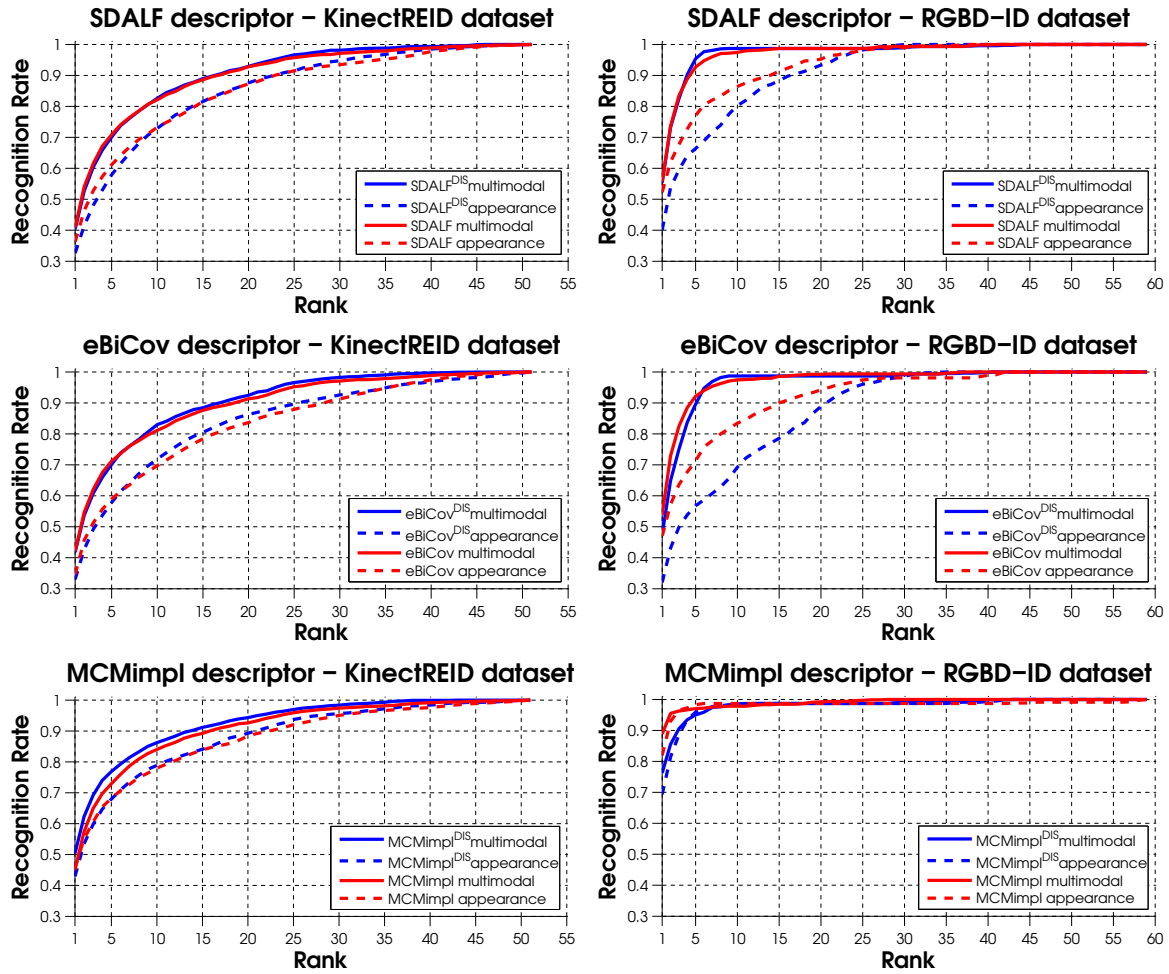 SDALF descriptor – KinectREID dataset
Recognition Rate
1
0.9
0.8
0.7
0.6
0.5
0.4
0.3
SDALF^DIS multimodal
SDALF^DIS appearance
SDALF multimodal
SDALF appearance
1 5 10 15 20 25 30 35 40 45 50 55
Rank
SDALF descriptor – RGBD–ID dataset
Recognition Rate
1
0.9
0.8
0.7
0.6
0.5
0.4
0.3
SDALF^DIS multimodal
SDALF^DIS appearance
SDALF multimodal
SDALF appearance
1 5 10 15 20 25 30 35 40 45 50 55 60
Rank
eBiCov descriptor – KinectREID dataset
Recognition Rate
1
0.9
0.8
0.7
0.6
0.5
0.4
0.3
eBiCov^DIS multimodal
eBiCov^DIS appearance
eBiCov multimodal
eBiCov appearance
1 5 10 15 20 25 30 35 40 45 50 55
Rank
eBiCov descriptor – RGBD–ID dataset
Recognition Rate
1
0.9
0.8
0.7
0.6
0.5
0.4
0.3
eBiCov^DIS multimodal
eBiCov^DIS appearance
eBiCov multimodal
eBiCov appearance
1 5 10 15 20 25 30 35 40 45 50 55 60
Rank
MCMimpl descriptor – KinectREID dataset
Recognition Rate
1
0.9
0.8
0.7
0.6
0.5
0.4
0.3
MCMimpl^DIS multimodal
MCMimpl^DIS appearance
MCMimpl multimodal
MCMimpl appearance
1 5 10 15 20 25 30 35 40 45 50 55
Rank
MCMimpl descriptor – RGBD–ID dataset
Recognition Rate
1
0.9
0.8
0.7
0.6
0.5
0.4
0.3
MCMimpl^DIS multimodal
MCMimpl^DIS appearance
MCMimpl multimodal
MCMimpl appearance
1 5 10 15 20 25 30 35 40 45 50 55 60
Rank